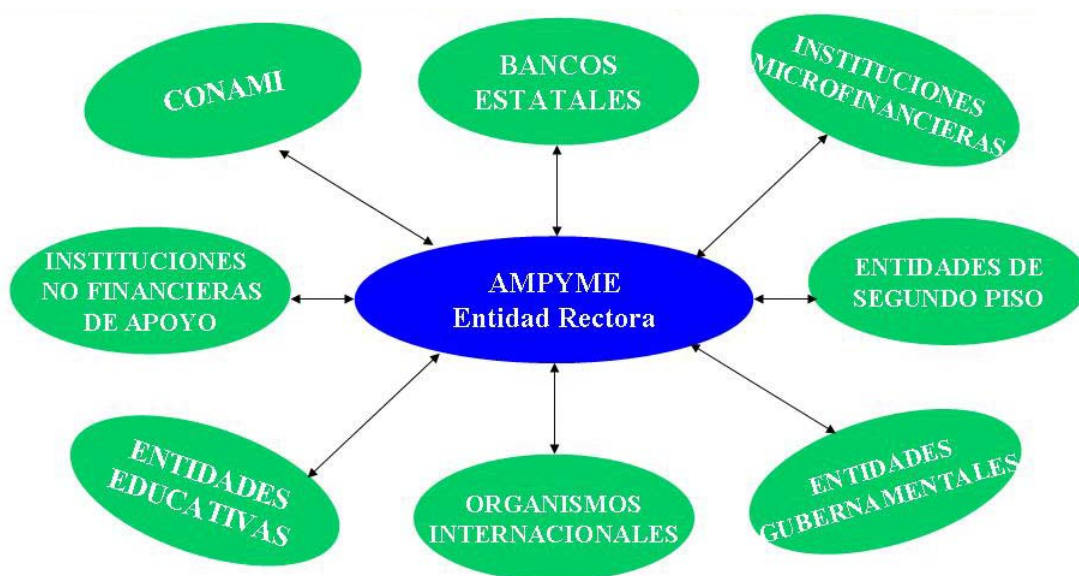 CONAMI
BANCOS
ESTATALES
INSTITUCIONES
MICROFINANCIERAS
INSTITUCIONES
NO FINANCIERAS
DE APOYO
AMPYME
Entidad Rectora
ENTIDADES DE
SEGUNDO PISO
ENTIDADES
EDUCATIVAS
ORGANISMOS
INTERNACIONALES
ENTIDADES
GUBERNAMENTALES